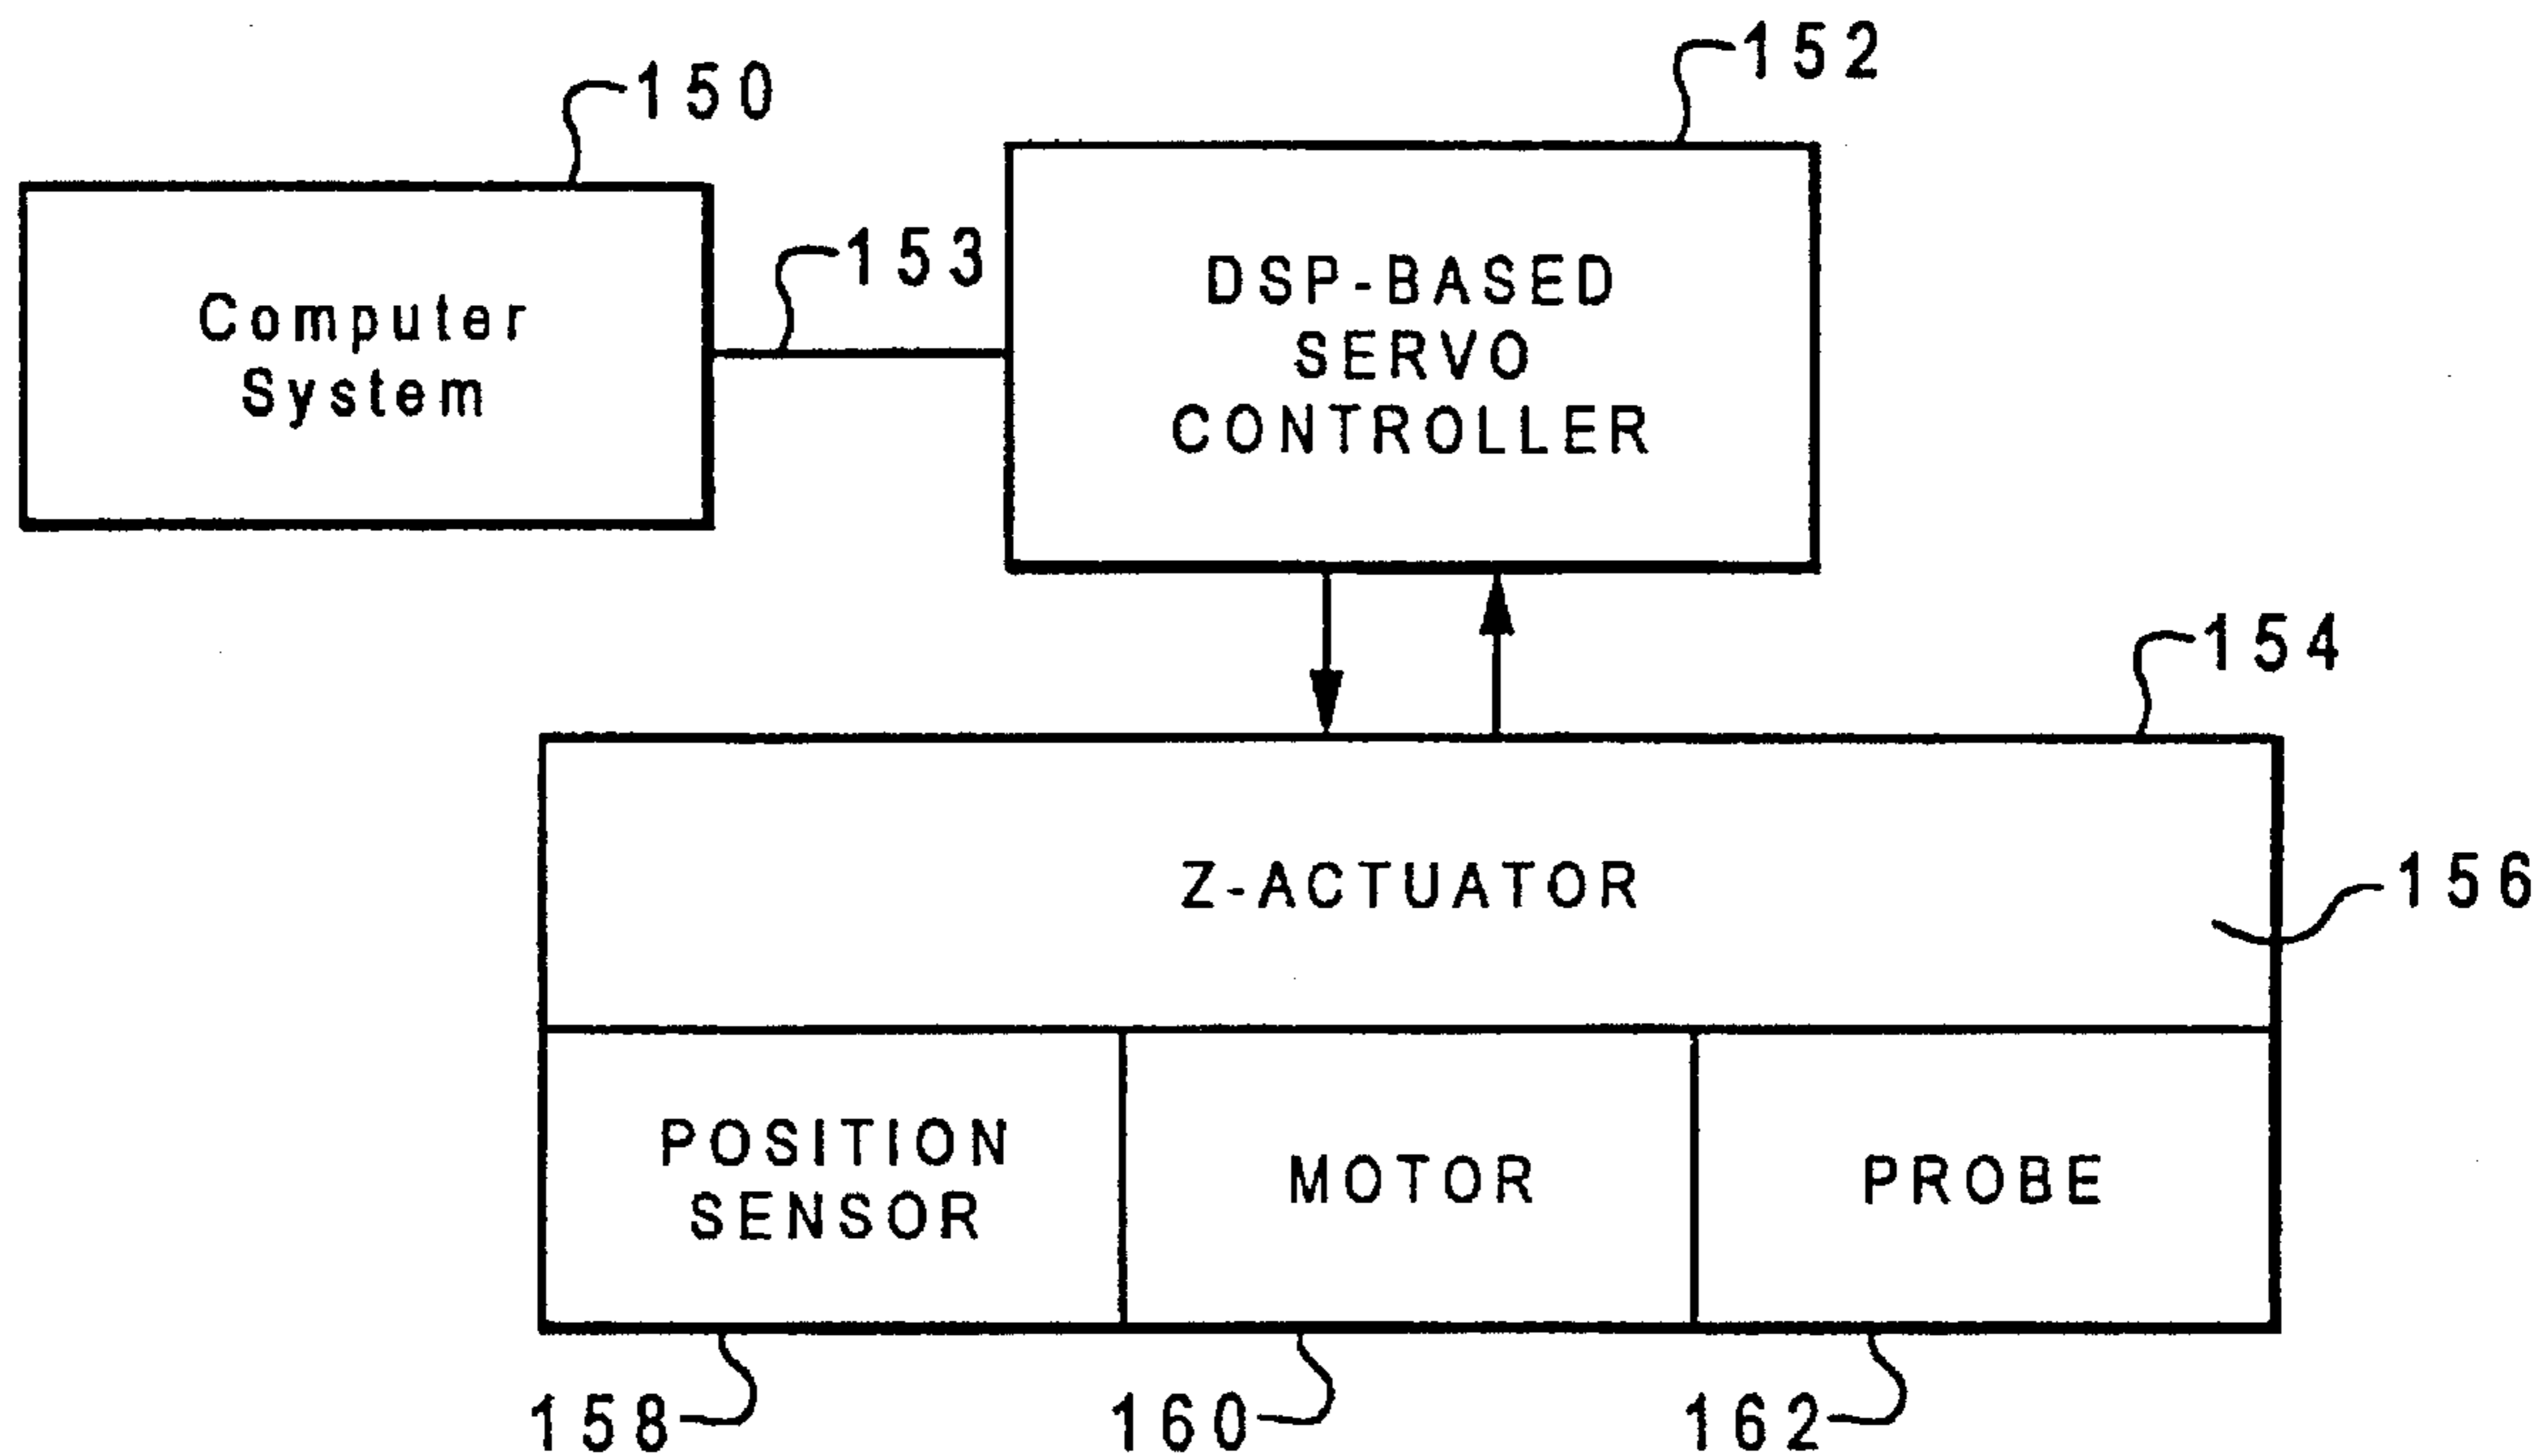 150
152
153
Computer
System
DSP-BASED
SERVO
CONTROLLER
154
Z-ACTUATOR
156
POSITION
SENSOR
MOTOR
PROBE
158
160
162